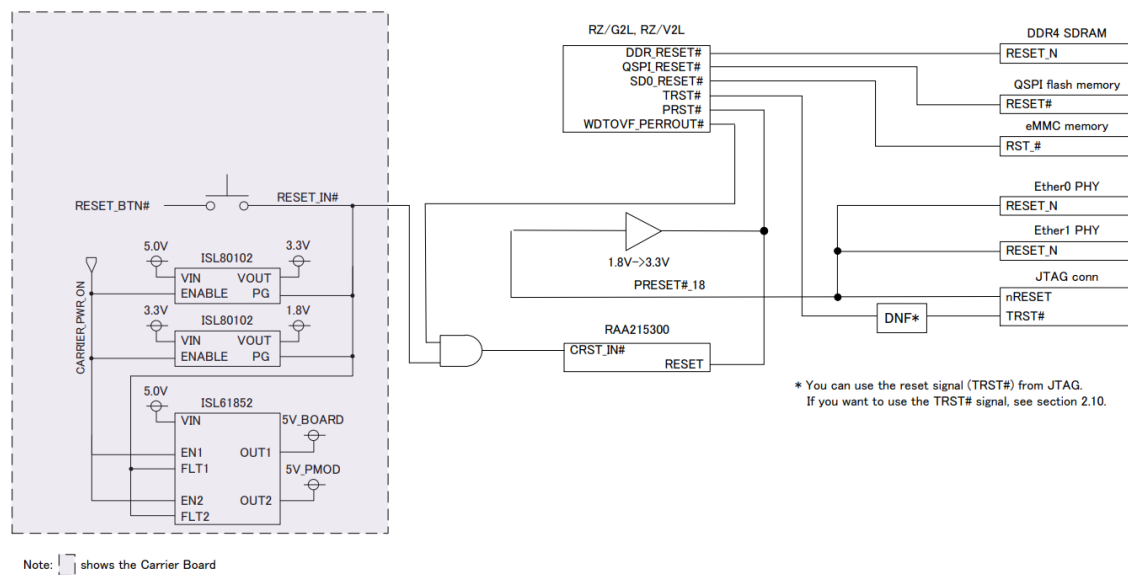 RZ/G2L, RZ/V2L
DDR_RESET#
QSPI_RESET#
SD0_RESET#
TRST#
PRST#
WDTOVF_PERROUT#
DDR4 SDRAM
RESET_N
QSPI flash memory
RESET#
eMMC memory
RST_#
Ether0 PHY
RESET_N
Ether1 PHY
RESET_N
JTAG conn
nRESET
TRST#
DNF*
RESET_BTN#
RESET_IN#
CARRIER_PWR_ON
5.0V
ISL80102
3.3V
VIN
VOUT
ENABLE
PG
3.3V
ISL80102
1.8V
VIN
VOUT
ENABLE
PG
5.0V
ISL61852
VIN
5V_BOARD
EN1
OUT1
FLT1
5V_PMOD
EN2
OUT2
FLT2
1.8V->3.3V
PRESET#_18
RAA215300
CRST_IN#
RESET
* You can use the reset signal (TRST#) from JTAG.
If you want to use the TRST# signal, see section 2.10.
Note: shows the Carrier Board